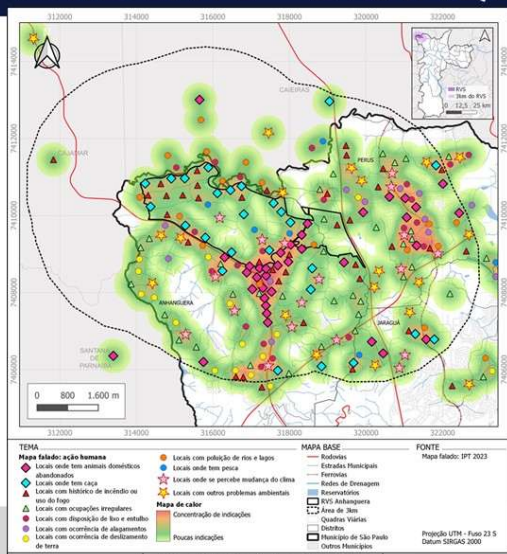 312000 314000 316000 318000 320000 322000
7414000
7412000
7410000
7408000
7406000
CAIEIRAS
CAJAMAR
PERUS
ANHANGUERA
JARAGUÁ
SANTANA
DE
PARNAÍBA
RVS
3km do RVS
0 12,5 25 km
0 800 1.600 m
312000 314000 316000 318000 320000 322000
TEMA
Mapa falado: ação humana
Locais onde tem animais domésticos
abandonados
Locais onde tem caça
Locais com histórico de incêndio ou
uso do fogo
Locais com ocupações irregulares
Locais com disposição de lixo e entulho
Locais com ocorrência de alagamentos
Locais com ocorrência de deslizamento
de terra
Locais com poluição de rios e lagos
Locais onde tem pesca
Locais onde se percebe mudança do clima
Locais com outros problemas ambientais
Mapa de calor
Concentração de indicações
Poucas indicações
MAPA BASE
Rodovias
Estradas Municipais
Ferrovias
Redes de Drenagem
Reservatórios
RVS Anhanguera
Área de 3km
Quadras Viárias
Distritos
Município de São Paulo
Outros Municípios
FONTE
Mapa falado: IPT 2023
Projeção UTM - Fuso 23 S
Datum SIRGAS 2000